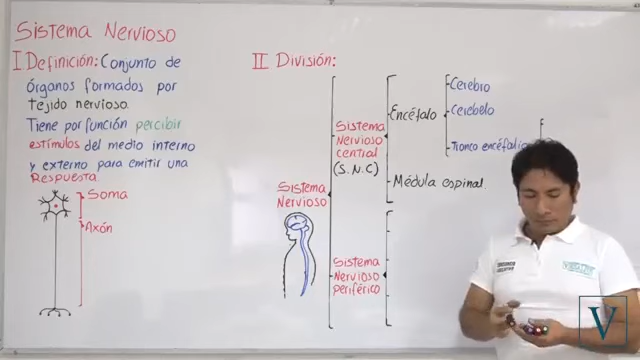 Sistema Nervioso
I Definición: Conjunto de
órganos formados por
tejido nervioso.
Tiene por función percibir
estímulos del medio interno
y externo para emitir una
Respuesta
Soma
Axón
II División:
Sistema
Nervioso
Sistema
Nervioso
central
(S.N.C)
Encéfalo
Cerebro
Cerebelo
Tronco
Médula espinal
Sistema
Nervioso
periférico
V